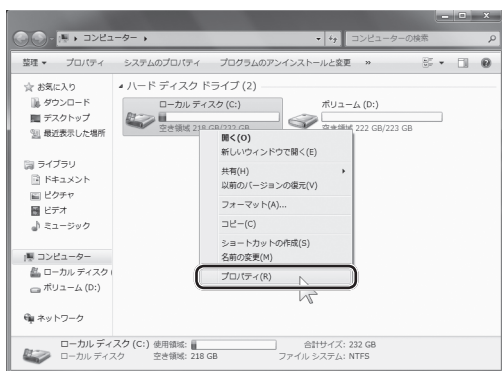 コンピューター
コンピューターの検索
整理 プロパティ システムのプロパティ プログラムのアンインストールと変更 »
お気に入り
ダウンロード
デスクトップ
最近表示した場所
ライブラリ
ドキュメント
ピクチャ
ビデオ
ミュージック
コンピューター
ローカル ディスク (
ボリューム (D:)
ネットワーク
ハード ディスク ドライブ (2)
ローカル ディスク (C:)
空き領域 218 GB/232 GB
ボリューム (D:)
空き領域 222 GB/223 GB
開く(O)
新しいウィンドウで開く(E)
共有(H)
以前のバージョンの復元(V)
フォーマット(A)...
コピー(C)
ショートカットの作成(S)
名前の変更(M)
プロパティ(R)
ローカル ディスク (C:) 使用領域: 合計サイズ: 232 GB
ローカル ディスク 空き領域: 218 GB ファイル システム: NTFS